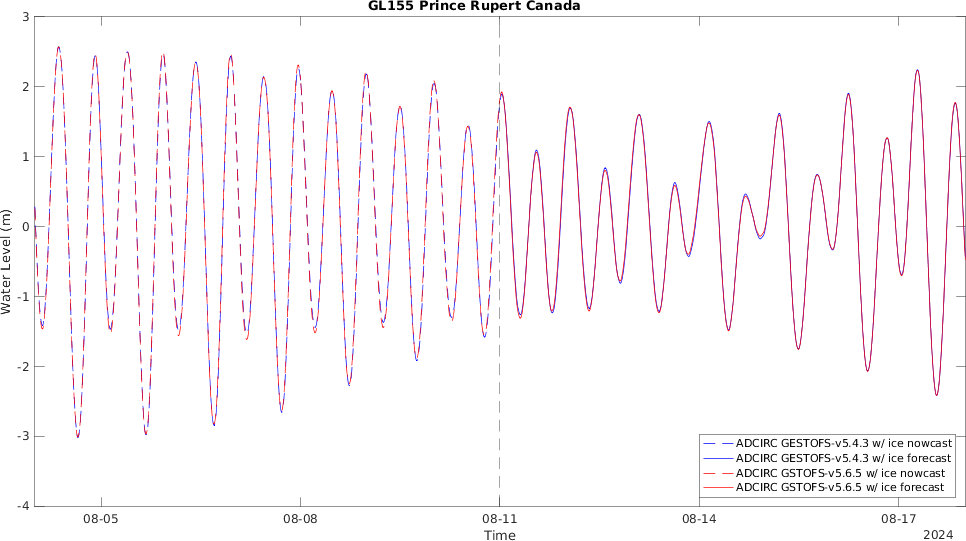 GL155 Prince Rupert Canada
3
2
1
0
-1
-2
-3
-4
Water Level (m)
ADCIRC GESTOFS-v5.4.3 w/ ice nowcast
ADCIRC GESTOFS-v5.4.3 w/ ice forecast
ADCIRC GSTOFS-v5.6.5 w/ ice nowcast
ADCIRC GSTOFS-v5.6.5 w/ ice forecast
08-05 08-08 08-11 08-14 08-17
Time
2024